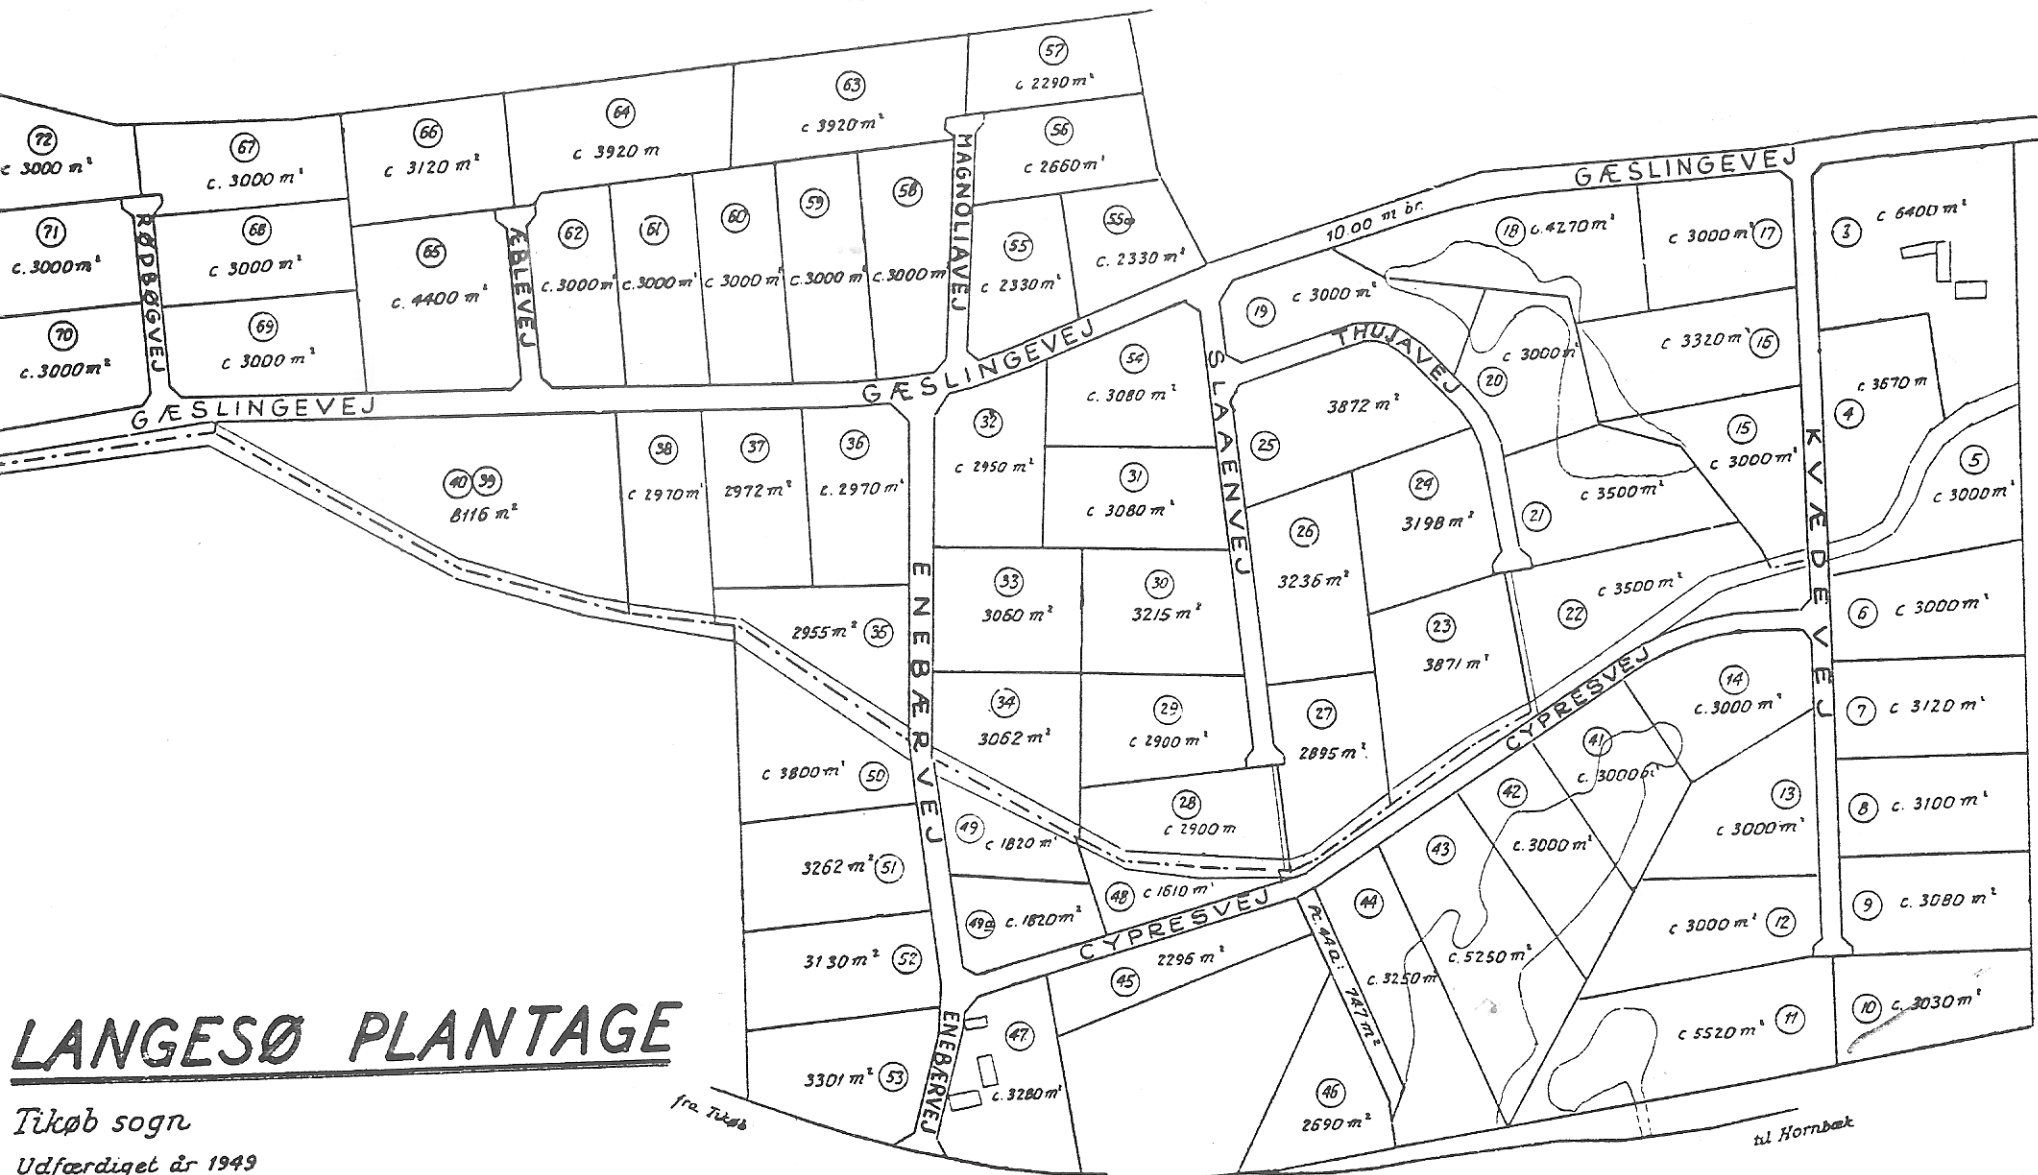 57
c 2290 m²
63
c 3920 m²
64
c 3920 m
66
c 3120 m²
67
c. 3000 m²
72
c 3000 m²
56
c 2660 m²
MAGNOLIAVEJ
58
c. 3000 m²
59
c. 3000 m²
60
c. 3000 m²
61
c. 3000 m²
62
c. 3000 m²
ÆBLEVEJ
65
c. 4400 m²
68
c 3000 m²
RØDBØGVEJ
71
c. 3000 m²
55
c 2330 m²
55a
c. 2330 m²
GÆSLINGEVEJ
10.00 m br.
18 c. 4270 m²
c 3000 m² 17
3 c 6400 m²
70
c. 3000 m²
69
c 3000 m²
GÆSLINGEVEJ
GÆSLINGEVEJ
19
c 3000 m²
THUJAVEJ
c 3000 m²
20
c 3320 m² 16
c 3670 m
4
5
c 3000 m²
KVÆDEVEJ
15
c 3000 m²
54
c. 3080 m²
SLAAENVEJ
3872 m²
25
32
c 2950 m²
31
c 3080 m²
36
c. 2970 m²
37
2972 m²
38
c 2970 m²
40 39
8116 m²
24
3198 m²
c 3500 m²
21
26
3236 m²
ENEBÆRVEJ
33
3060 m²
30
3215 m²
c 3500 m²
22
6 c 3000 m²
2955 m² 35
23
3871 m²
34
3062 m²
29
c 2900 m²
27
2895 m²
CYPRESVEJ
14
c. 3000 m²
7 c 3120 m²
41
c. 3000 m²
c 3800 m² 50
28
c 2900 m
42
c. 3000 m²
13
c 3000 m²
8 c. 3100 m²
49
c 1820 m²
43
c. 5250 m²
3262 m² 51
48 c 1610 m²
44
c. 3250 m
9 c. 3080 m²
49a c. 1820 m²
CYPRESVEJ
c 3000 m² 12
3130 m² 52
2296 m²
45
Pc. 44a: 747 m²
10 c. 3030 m²
c 5520 m² 11
LANGESØ PLANTAGE
ENEBÆRVEJ
47
c. 3280 m²
3301 m² 53
46
2690 m²
fra Tikøb
til Hornbæk
Tikøb sogn
Udfærdiget år 1949